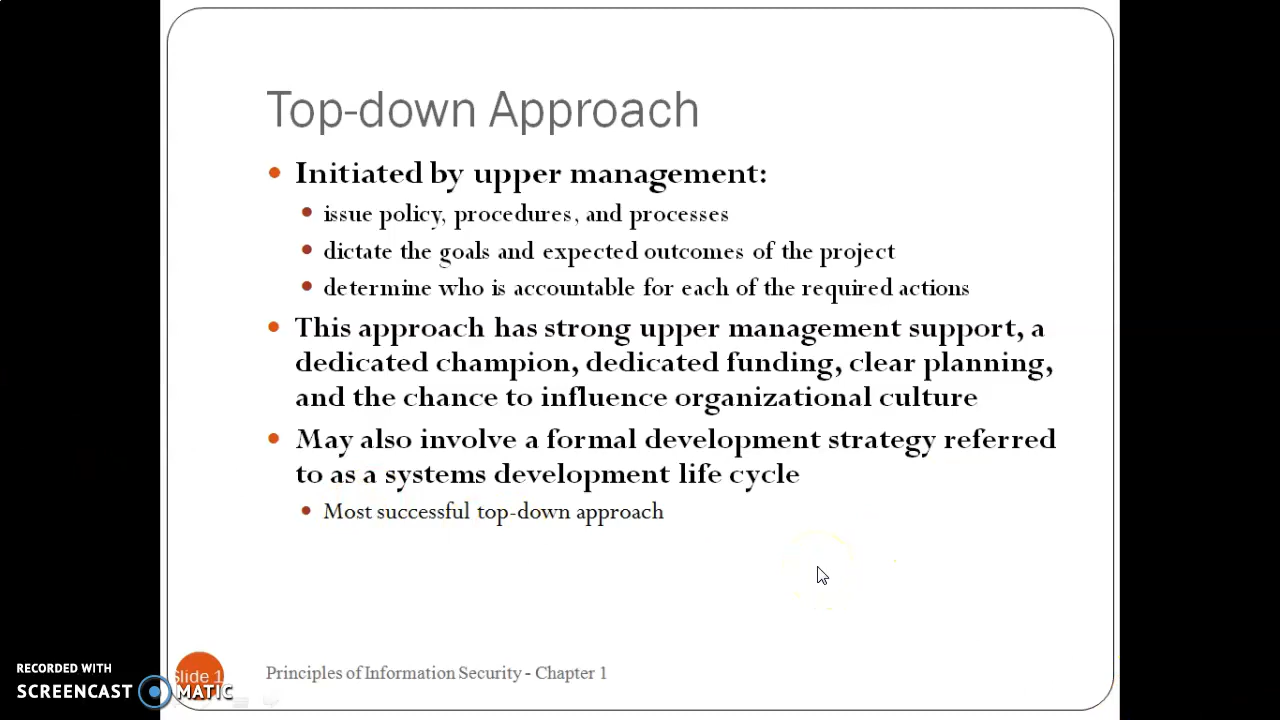 Top-down Approach
Initiated by upper management:
issue policy, procedures, and processes
dictate the goals and expected outcomes of the project
determine who is accountable for each of the required actions
This approach has strong upper management support, a
dedicated champion, dedicated funding, clear planning,
and the chance to influence organizational culture
May also involve a formal development strategy referred
to as a systems development life cycle
Most successful top-down approach
Slide 1
Principles of Information Security - Chapter 1
RECORDED WITH
SCREENCAST MATIC